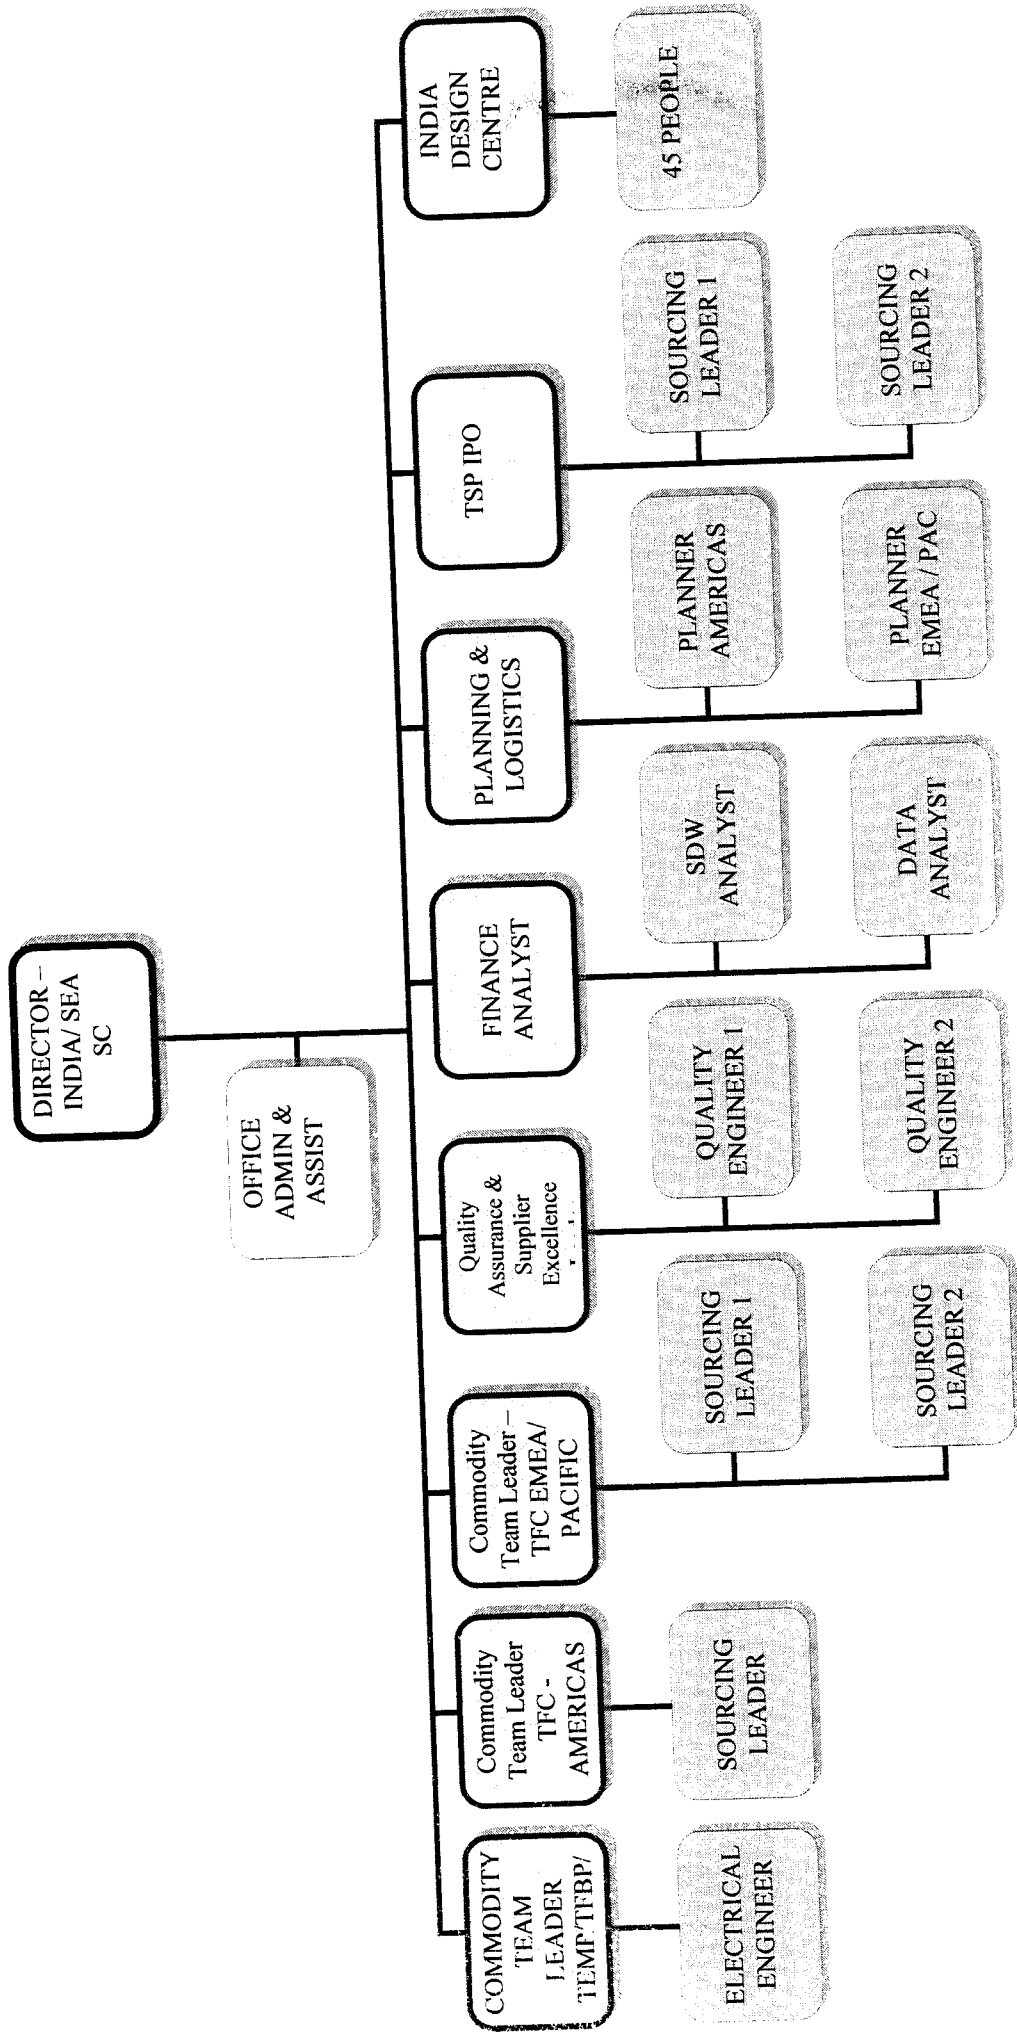 DIRECTOR –
INDIA/ SEA
SC
OFFICE
ADMIN &
ASSIST
COMMODITY
TEAM
LEADER
TEMP/TFBP/
Commodity
Team Leader
TFC -
AMERICAS
Commodity
Team Leader –
TFC EMEA/
PACIFIC
Quality
Assurance &
Supplier
Excellence
FINANCE
ANALYST
PLANNING &
LOGISTICS
TSP IPO
INDIA
DESIGN
CENTRE
ELECTRICAL
ENGINEER
SOURCING
LEADER
SOURCING
LEADER 1
QUALITY
ENGINEER 1
SDW
ANALYST
PLANNER
AMERICAS
SOURCING
LEADER 1
45 PEOPLE
SOURCING
LEADER 2
QUALITY
ENGINEER 2
DATA
ANALYST
PLANNER
EMEA / PAC
SOURCING
LEADER 2